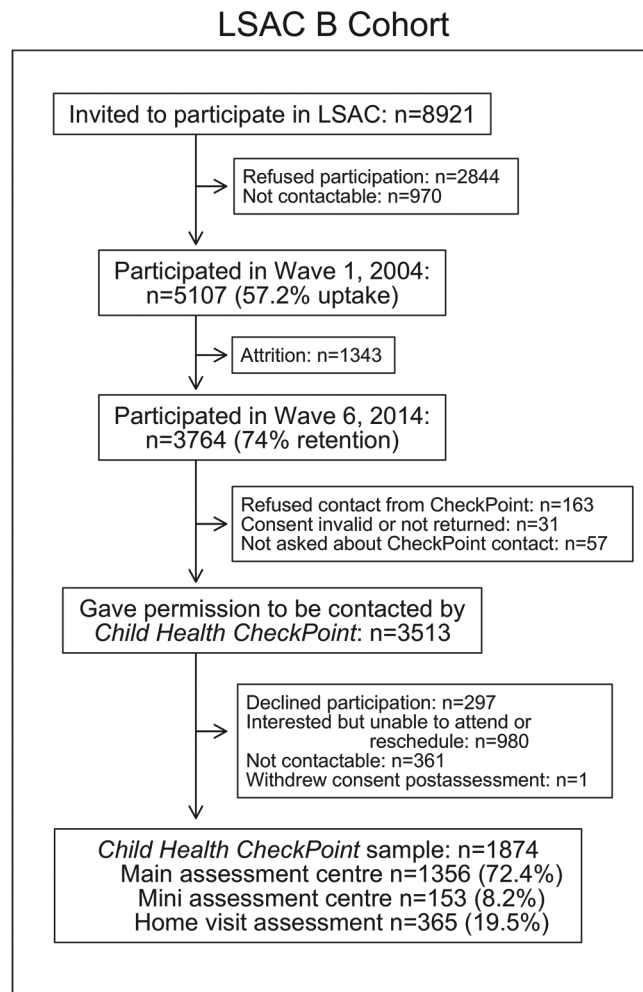 LSAC B Cohort
Invited to participate in LSAC: n=8921
Refused participation: n=2844
Not contactable: n=970
Participated in Wave 1, 2004:
n=5107 (57.2% uptake)
Attrition: n=1343
Participated in Wave 6, 2014:
n=3764 (74% retention)
Refused contact from CheckPoint: n=163
Consent invalid or not returned: n=31
Not asked about CheckPoint contact: n=57
Gave permission to be contacted by
Child Health CheckPoint: n=3513
Declined participation: n=297
Interested but unable to attend or
reschedule: n=980
Not contactable: n=361
Withdrew consent postassessment: n=1
Child Health CheckPoint sample: n=1874
Main assessment centre n=1356 (72.4%)
Mini assessment centre n=153 (8.2%)
Home visit assessment n=365 (19.5%)